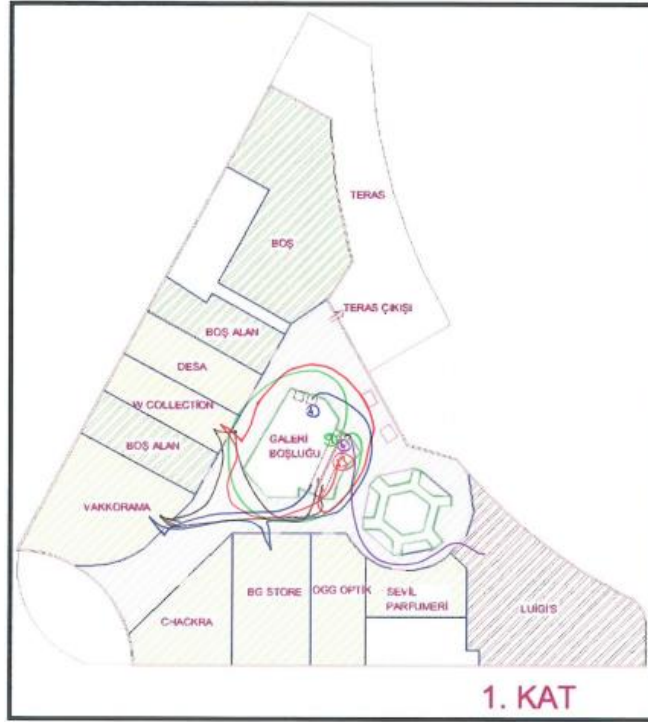 TERAS
BOŞ
TERAS ÇIKIŞI
BOŞ ALAN
DESA
W COLLECTION
GALERİ
BOŞLUĞU
BOŞ ALAN
VAKKORAMA
BG STORE
OGG OPTİK
SEVİL
PARFUMERİ
LUIGI'S
CHACKRA
1. KAT